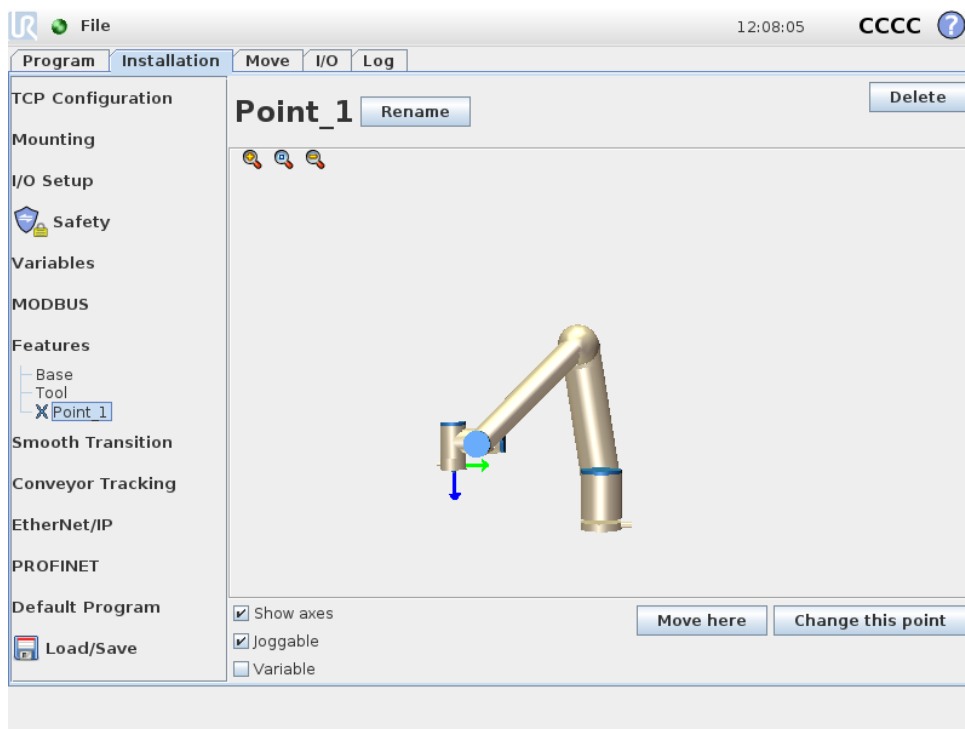 UR File 12:08:05 CCCC ?
Program Installation Move I/O Log
TCP Configuration
Mounting
I/O Setup
Safety
Variables
MODBUS
Features
Base
Tool
Point_1
Smooth Transition
Conveyor Tracking
EtherNet/IP
PROFINET
Default Program
Load/Save
Point_1 Rename Delete
Show axes
Joggable
Variable
Move here Change this point